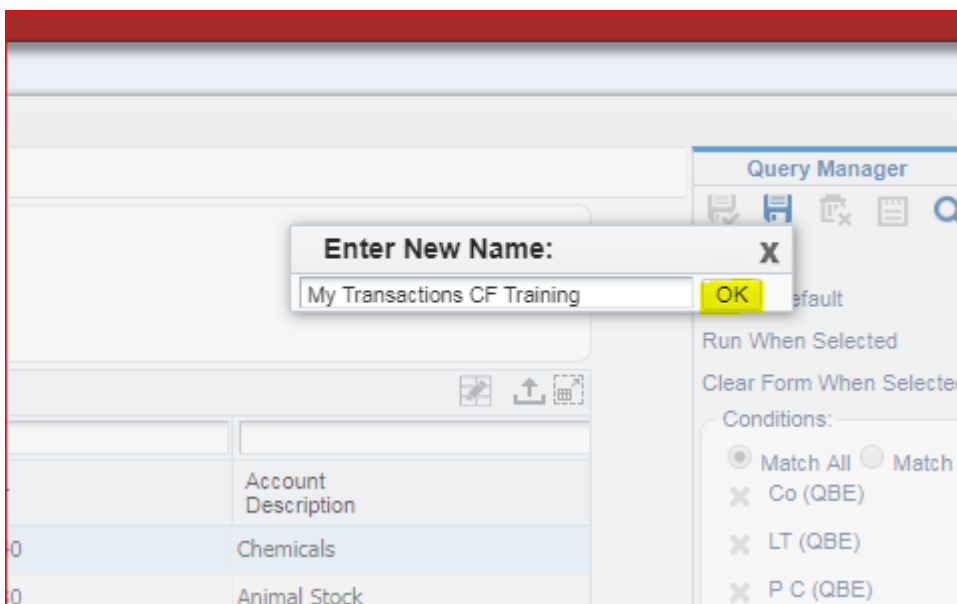 Query Manager
Enter New Name:
X
My Transactions CF Training
OK
Run When Selected
Clear Form When Selected
Conditions:
Match All
Match
Co (QBE)
Account
Description
Chemicals
LT (QBE)
Animal Stock
P C (QBE)